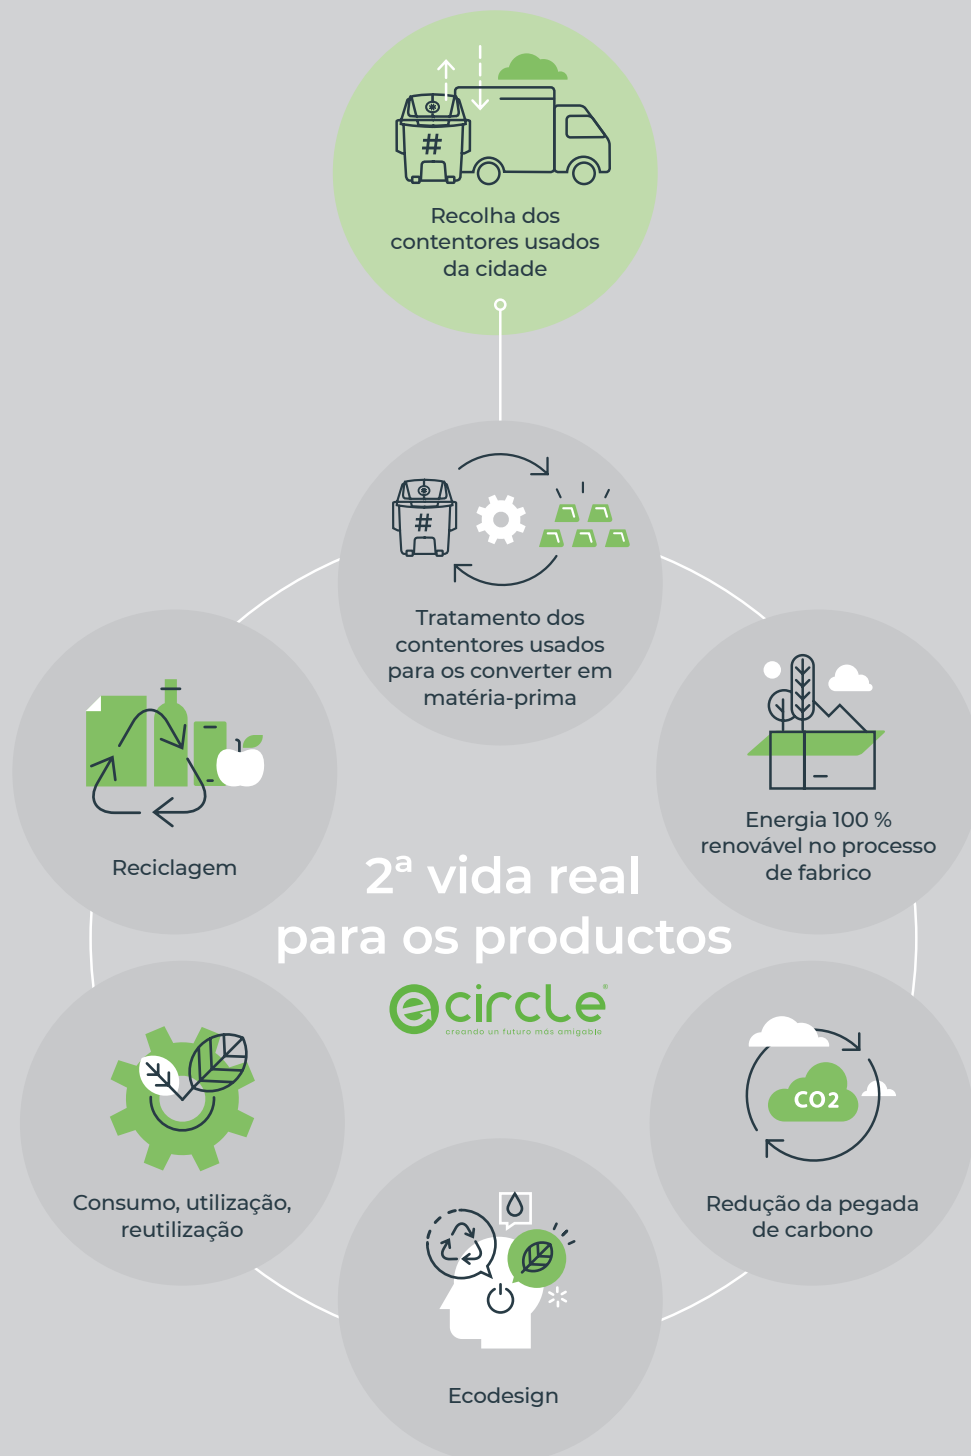 #
Recolha dos
contentores usados
da cidade
#
Tratamento dos
contentores usados
para os converter em
matéria-prima
Energia 100 %
renovável no processo
de fabrico
Reciclagem
2ª vida real
para os productos
ecircle®
creando un futuro más amigable
CO2
Redução da pegada
de carbono
Consumo, utilização,
reutilização
Ecodesign